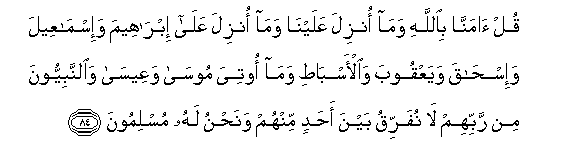 قُلْ ءَامَنَّا بِٱللَّهِ وَمَآ أُنزِلَ عَلَيْنَا وَمَآ أُنزِلَ عَلَىٰٓ إِبْرَٰهِيمَ وَإِسْمَٰعِيلَ
وَإِسْحَٰقَ وَيَعْقُوبَ وَٱلْأَسْبَاطِ وَمَآ أُوتِىَ مُوسَىٰ وَعِيسَىٰ وَٱلنَّبِيُّونَ
مِن رَّبِّهِمْ لَا نُفَرِّقُ بَيْنَ أَحَدٍ مِّنْهُمْ وَنَحْنُ لَهُۥ مُسْلِمُونَ ٨٤